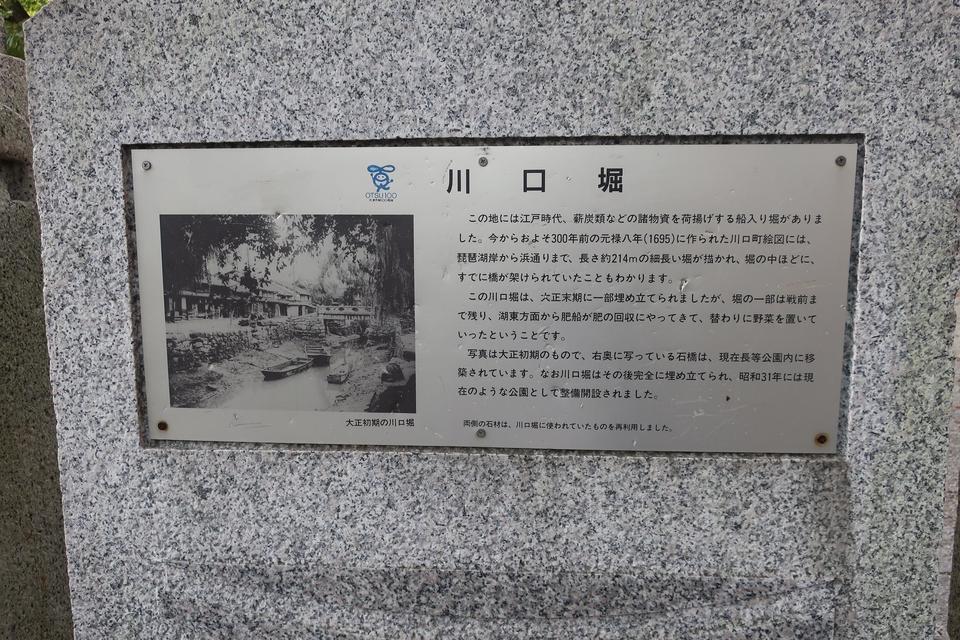 OTSU100
川口堀
この地には江戸時代、薪炭類などの諸物資を荷揚げする船入り堀がありま
した。今からおよそ300年前の元禄八年(1695)に作られた川口町絵図には、
琵琶湖岸から浜通りまで、長さ約214mの細長い堀が描かれ、堀の中ほどに、
すでに橋が架けられていたこともわかります。
この川口堀は、大正末期に一部埋め立てられましたが、堀の一部は戦前ま
で残り、湖東方面から肥船が肥の回収にやってきて、替わりに野菜を置いて
いったということです。
写真は大正初期のもので、右奥に写っている石橋は、現在長等公園内に移
築されています。なお川口堀はその後完全に埋め立てられ、昭和31年には現
在のような公園として整備開設されました。
大正初期の川口堀
両側の石材は、川口堀に使われていたものを再利用しました。